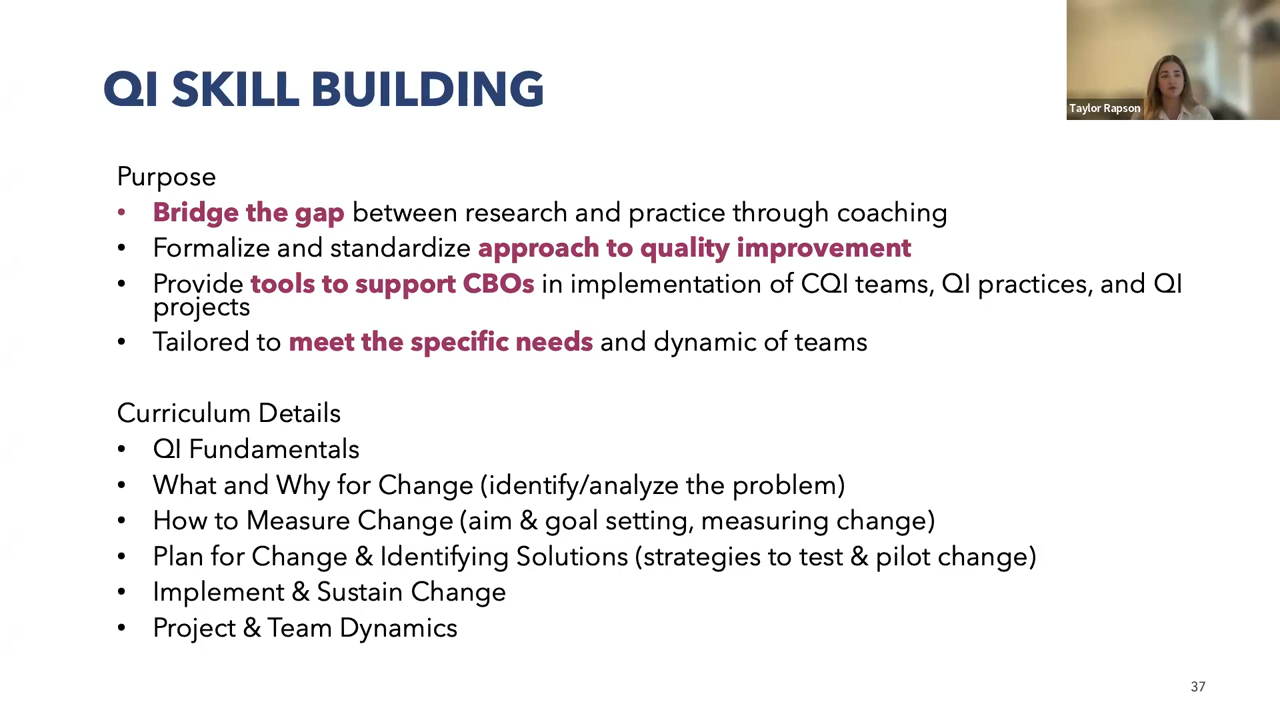 QI SKILL BUILDING
Taylor Rapson
Purpose
• Bridge the gap between research and practice through coaching
• Formalize and standardize approach to quality improvement
• Provide tools to support CBOs in implementation of CQI teams, QI practices, and QI
projects
• Tailored to meet the specific needs and dynamic of teams
Curriculum Details
• QI Fundamentals
• What and Why for Change (identify/analyze the problem)
• How to Measure Change (aim & goal setting, measuring change)
• Plan for Change & Identifying Solutions (strategies to test & pilot change)
• Implement & Sustain Change
• Project & Team Dynamics
37